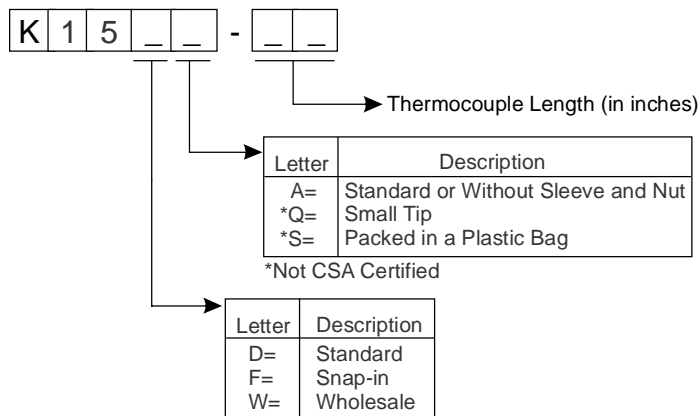 K 1 5 _ _ - _ _
Thermocouple Length (in inches)
Letter Description
A= Standard or Without Sleeve and Nut
*Q= Small Tip
*S= Packed in a Plastic Bag
*Not CSA Certified
Letter Description
D= Standard
F= Snap-in
W= Wholesale